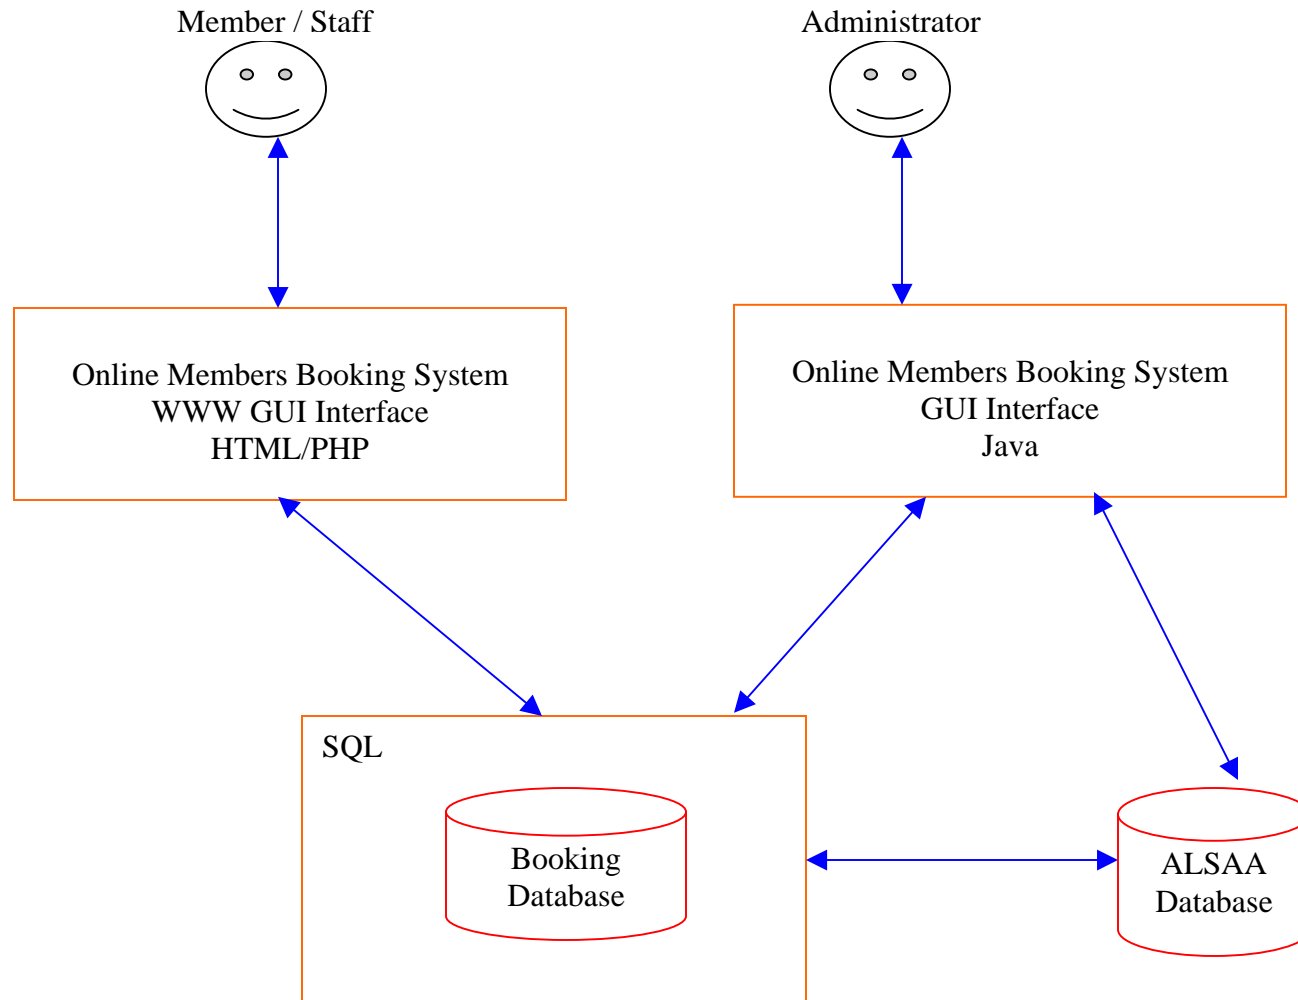 Member / Staff
Administrator
Online Members Booking System
WWW GUI Interface
HTML/PHP
Online Members Booking System
GUI Interface
Java
SQL
Booking
Database
ALSAA
Database